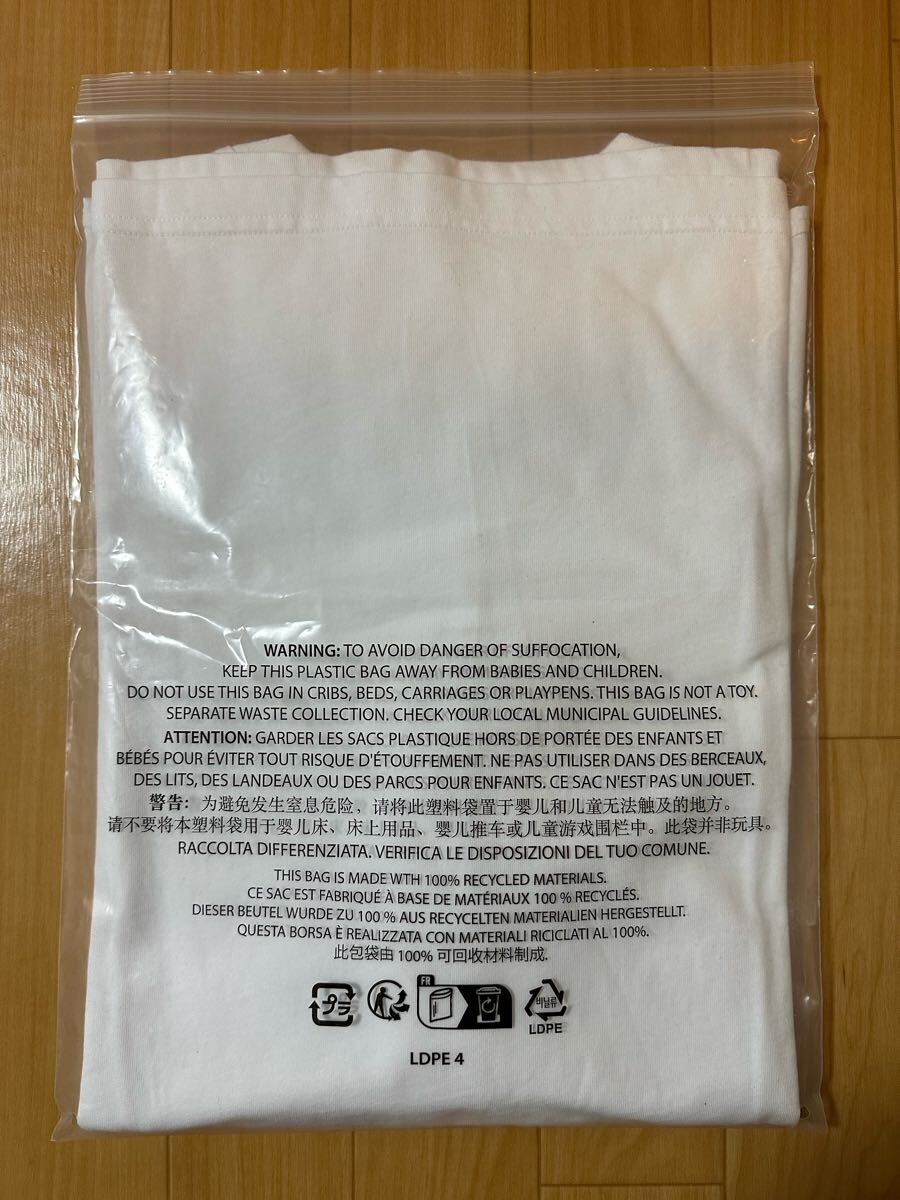 WARNING: TO AVOID DANGER OF SUFFOCATION,
KEEP THIS PLASTIC BAG AWAY FROM BABIES AND CHILDREN.
DO NOT USE THIS BAG IN CRIBS, BEDS, CARRIAGES OR PLAYPENS. THIS BAG IS NOT A TOY.
SEPARATE WASTE COLLECTION. CHECK YOUR LOCAL MUNICIPAL GUIDELINES.
ATTENTION: GARDER LES SACS PLASTIQUE HORS DE PORTÉE DES ENFANTS ET
BÉBÉS POUR ÉVITER TOUT RISQUE D'ÉTOUFFEMENT. NE PAS UTILISER DANS DES BERCEAUX,
DES LITS, DES LANDEAUX OU DES PARCS POUR ENFANTS. CE SAC N'EST PAS UN JOUET.
警告：为避免发生窒息危险，请将此塑料袋置于婴儿和儿童无法触及的地方。
请不要将本塑料袋用于婴儿床、床上用品、婴儿推车或儿童游戏围栏中。此袋并非玩具。
RACCOLTA DIFFERENZIATA. VERIFICA LE DISPOSIZIONI DEL TUO COMUNE.
THIS BAG IS MADE WTH 100% RECYCLED MATERIALS.
CE SAC EST FABRIQUÉ À BASE DE MATÉRIAUX 100 % RECYCLÉS.
DIESER BEUTEL WURDE ZU 100 % AUS RECYCELTEN MATERIALIEN HERGESTELLT.
QUESTA BORSA È REALIZZATA CON MATERIALI RICICLATI AL 100%.
此包袋由 100% 可回收材料制成.
プラ
FR
비닐류
LDPE
LDPE 4